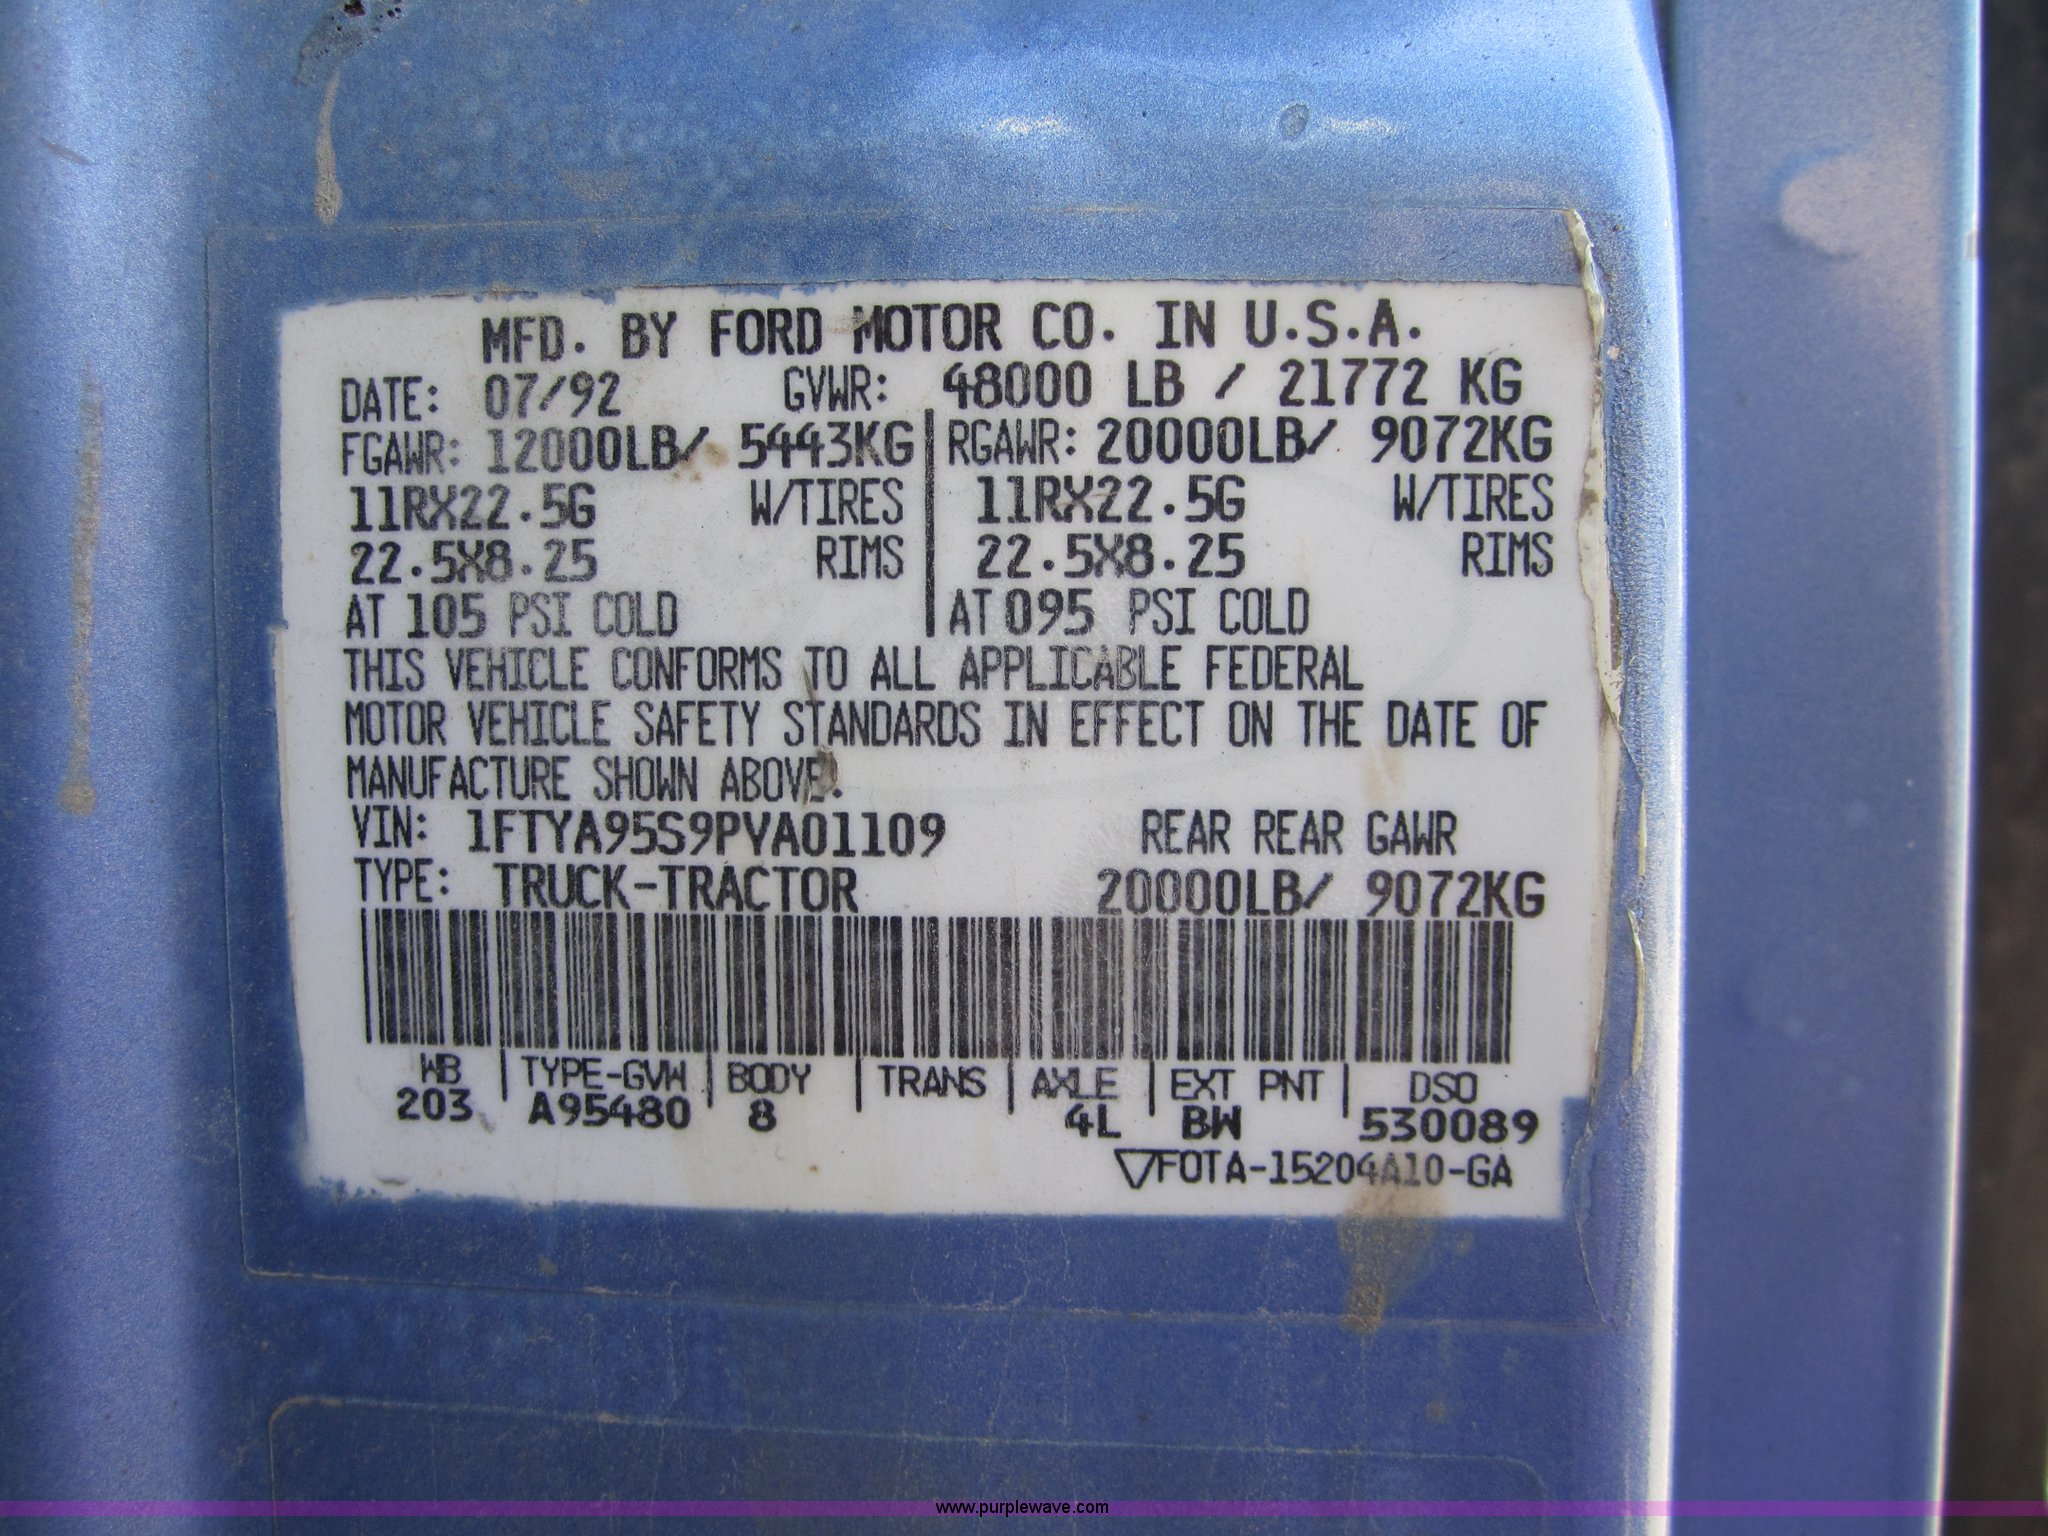 MFD. BY FORD MOTOR CO. IN U.S.A.
DATE: 07/92 GVWR: 48000 LB / 21772 KG
FGAWR: 12000LB/ 5443KG RGAWR: 20000LB/ 9072KG
11RX22.5G W/TIRES 11RX22.5G W/TIRES
22.5X8.25 RIMS 22.5X8.25 RIMS
AT 105 PSI COLD AT 095 PSI COLD
THIS VEHICLE CONFORMS TO ALL APPLICABLE FEDERAL
MOTOR VEHICLE SAFETY STANDARDS IN EFFECT ON THE DATE OF
MANUFACTURE SHOWN ABOVE.
VIN: 1FTYA95S9PVA01109 REAR REAR GAWR
TYPE: TRUCK-TRACTOR 20000LB/ 9072KG
WB TYPE-GVW BODY TRANS AXLE EXT PNT DSO
203 A95480 8 4L BW 530089
▽FOTA-15204A10-GA
www.purplewave.com